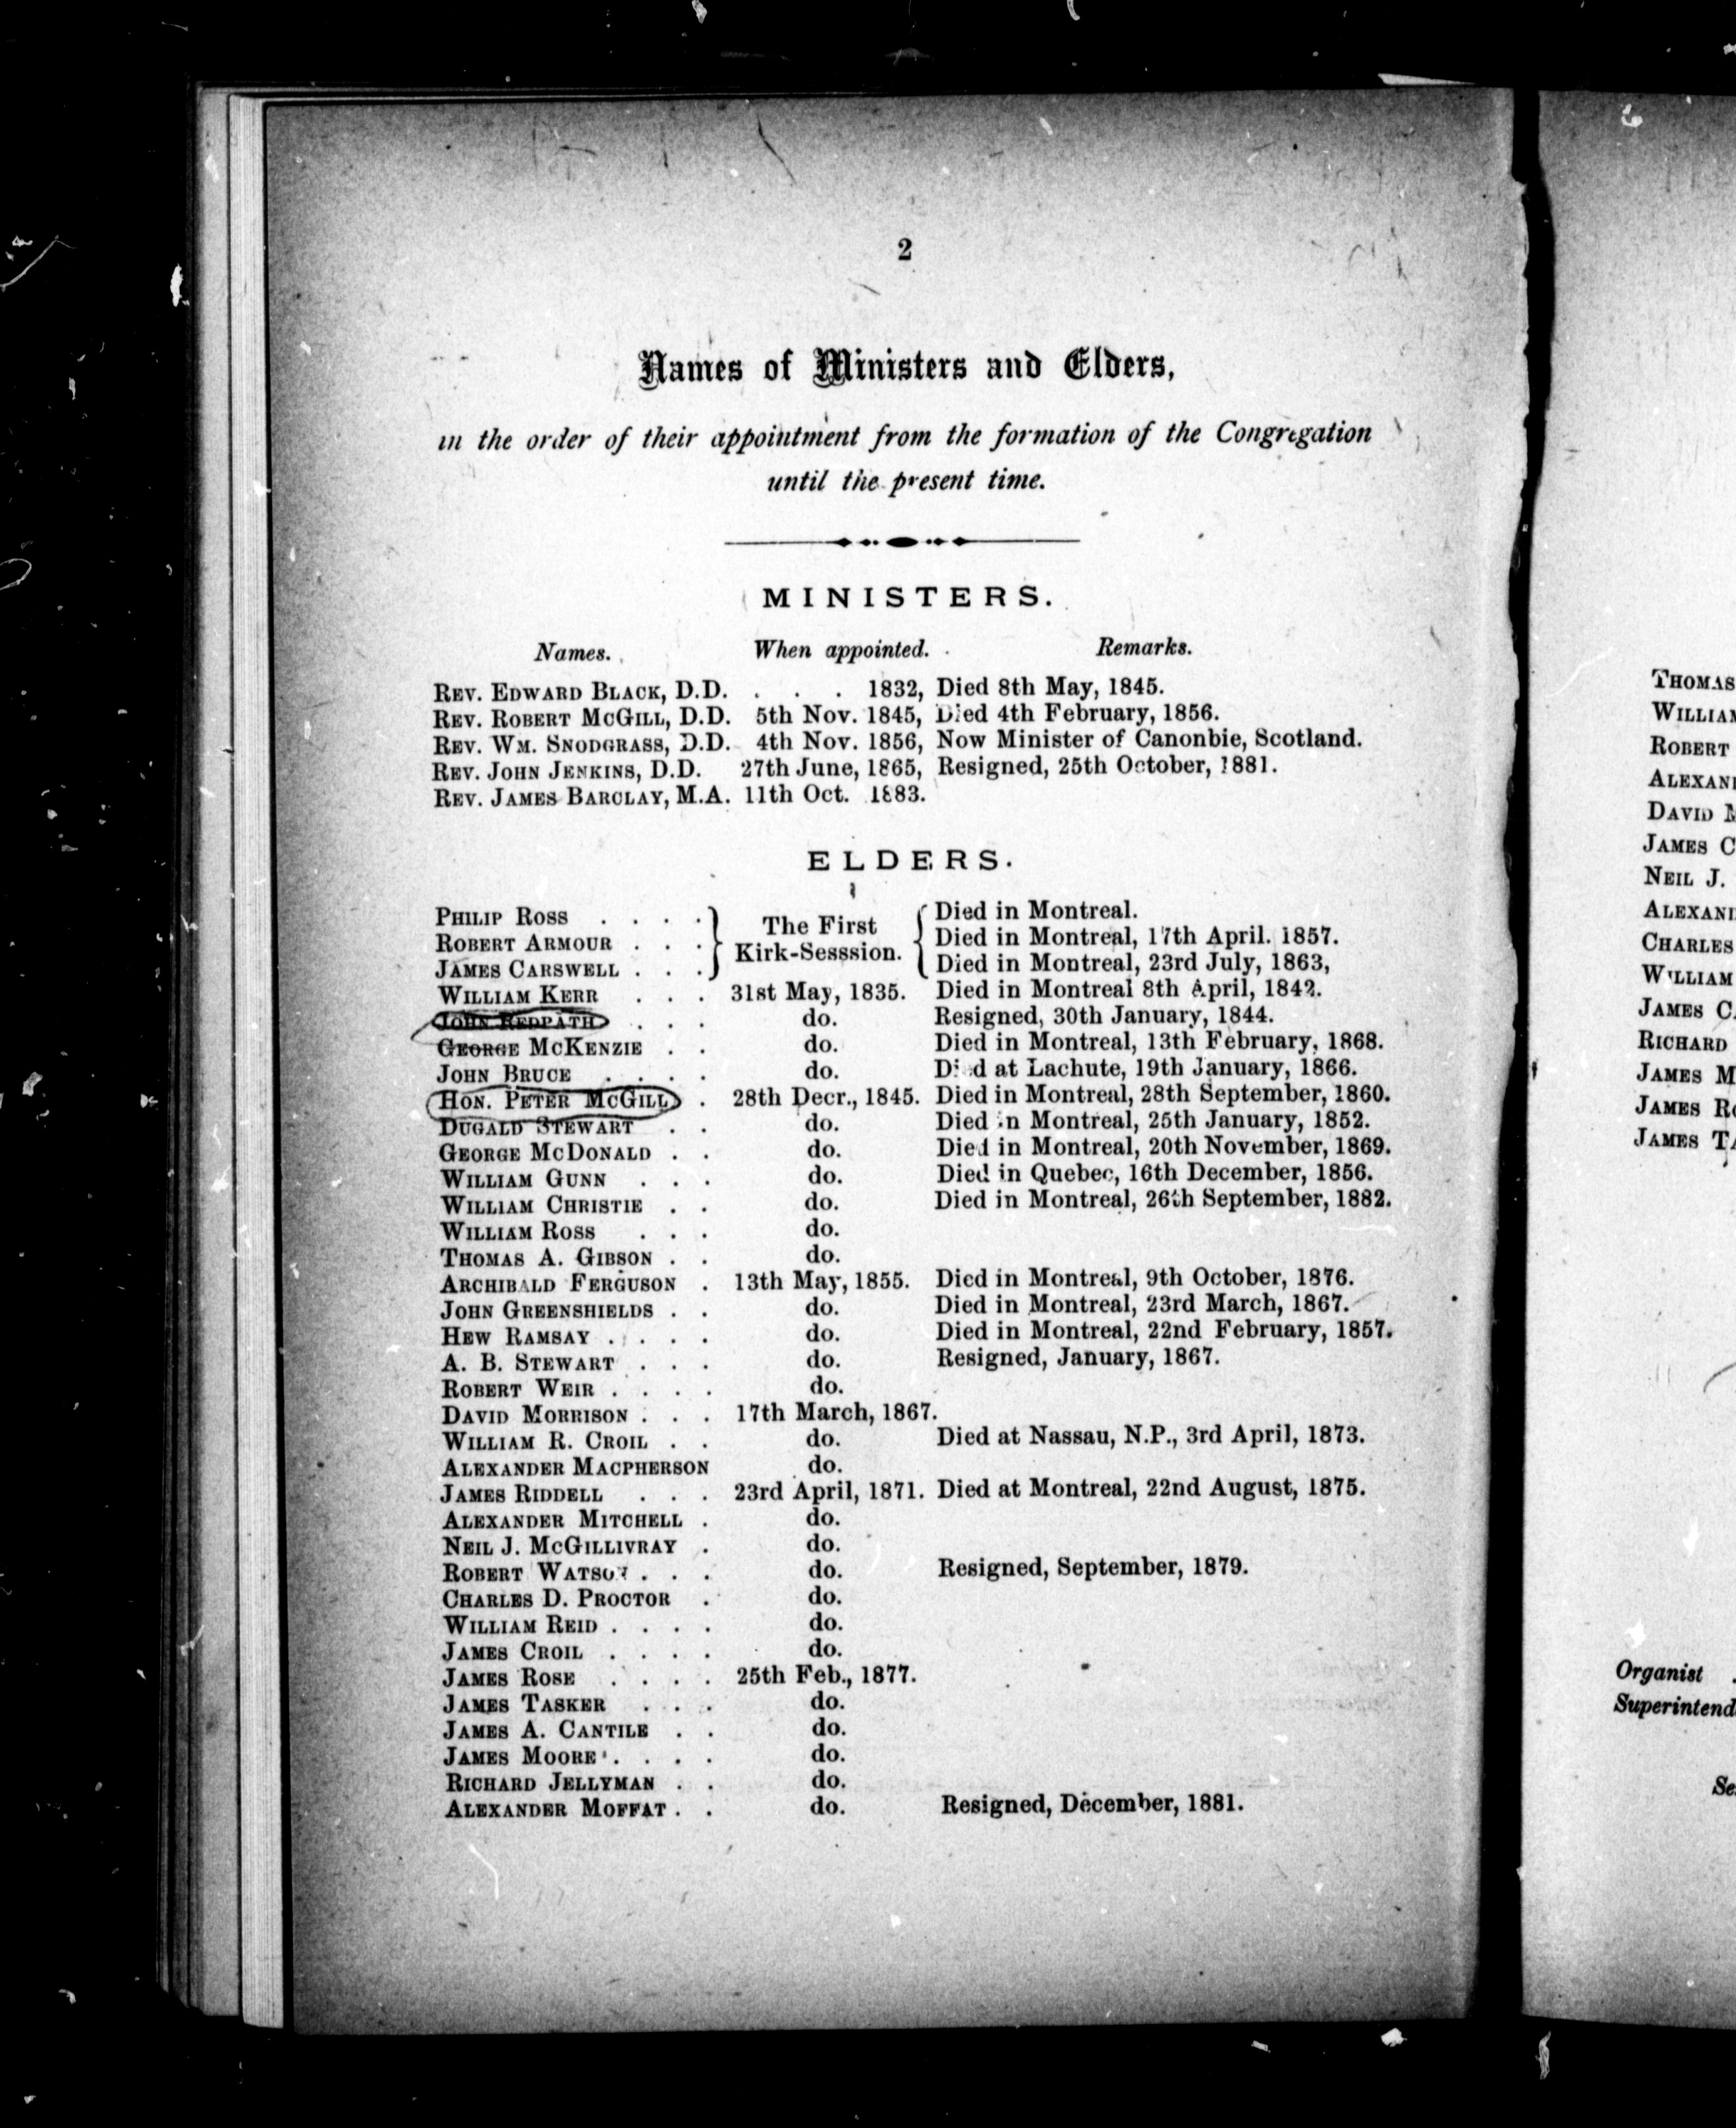 2
Names of Ministers and Elders,
in the order of their appointment from the formation of the Congregation
until the present time.
MINISTERS.
Names. When appointed. Remarks.
REV. EDWARD BLACK, D.D. . . . 1832, Died 8th May, 1845.
REV. ROBERT MCGILL, D.D. 5th Nov. 1845, Died 4th February, 1856.
REV. WM. SNODGRASS, D.D. 4th Nov. 1856, Now Minister of Canonbie, Scotland.
REV. JOHN JENKINS, D.D. 27th June, 1865, Resigned, 25th October, 1881.
REV. JAMES BARCLAY, M.A. 11th Oct. 1883.
ELDERS.
PHILIP ROSS . . . . Died in Montreal.
The First
ROBERT ARMOUR . . . Died in Montreal, 17th April. 1857.
Kirk-Sesssion.
JAMES CARSWELL . . . Died in Montreal, 23rd July, 1863,
WILLIAM KERR . . . 31st May, 1835. Died in Montreal 8th April, 1842.
JOHN REDPATH . . . do. Resigned, 30th January, 1844.
GEORGE MCKENZIE . . do. Died in Montreal, 13th February, 1868.
JOHN BRUCE . . . . do. Died at Lachute, 19th January, 1866.
HON. PETER MCGILL . 28th Decr., 1845. Died in Montreal, 28th September, 1860.
DUGALD STEWART . . do. Died in Montreal, 25th January, 1852.
GEORGE MCDONALD . . do. Died in Montreal, 20th November, 1869.
WILLIAM GUNN . . . do. Died in Quebec, 16th December, 1856.
WILLIAM CHRISTIE . . do. Died in Montreal, 26th September, 1882.
WILLIAM ROSS . . . do.
THOMAS A. GIBSON . . do.
ARCHIBALD FERGUSON . 13th May, 1855. Died in Montreal, 9th October, 1876.
JOHN GREENSHIELDS . . do. Died in Montreal, 23rd March, 1867.
HEW RAMSAY . . . . do. Died in Montreal, 22nd February, 1857.
A. B. STEWART . . . do. Resigned, January, 1867.
ROBERT WEIR . . . . do.
DAVID MORRISON . . . 17th March, 1867.
WILLIAM R. CROIL . . do. Died at Nassau, N.P., 3rd April, 1873.
ALEXANDER MACPHERSON do.
JAMES RIDDELL . . . 23rd April, 1871. Died at Montreal, 22nd August, 1875.
ALEXANDER MITCHELL . do.
NEIL J. MCGILLIVRAY . do.
ROBERT WATSON . . . do. Resigned, September, 1879.
CHARLES D. PROCTOR . do.
WILLIAM REID . . . . do.
JAMES CROIL . . . . do.
JAMES ROSE . . . . 25th Feb., 1877.
JAMES TASKER . . . do.
JAMES A. CANTILE . . do.
JAMES MOORE . . . . do.
RICHARD JELLYMAN . . do.
ALEXANDER MOFFAT . . do. Resigned, December, 1881.
THOMAS
WILLIAM
ROBERT
ALEXAN
DAVID
JAMES C
NEIL J.
ALEXAN
CHARLES
WILLIAM
JAMES C
RICHARD
JAMES M
JAMES R
JAMES T
Organist
Superintend
Se